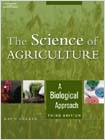 The Science of
AGRICULTURE
A
Biological
Approach
THIRD EDITION